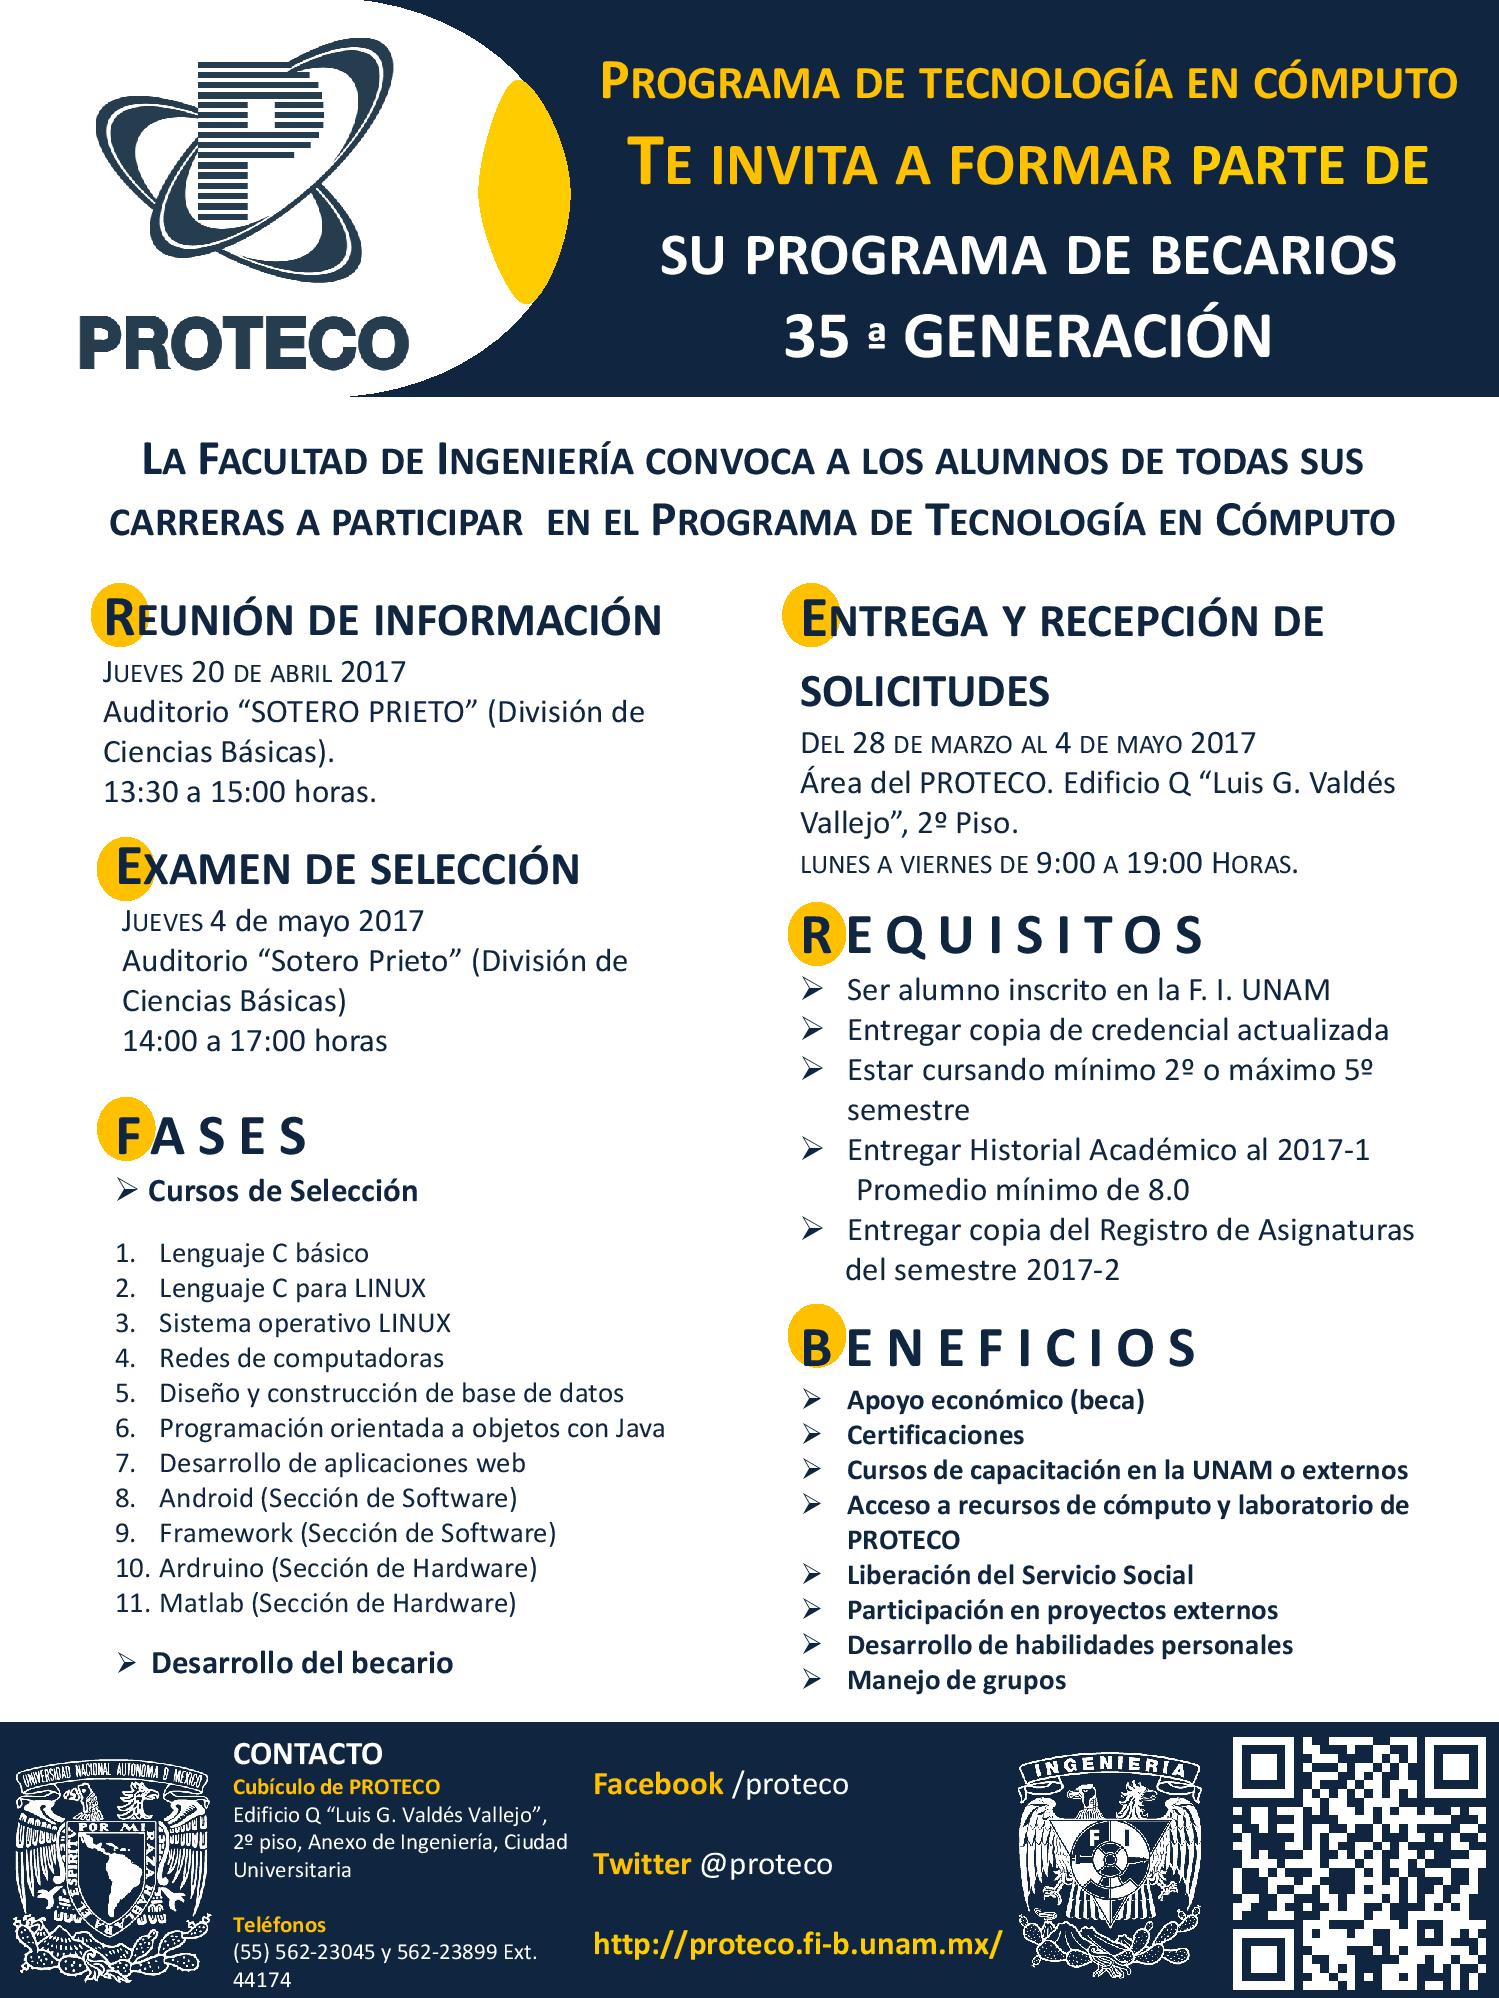 PROTECO
PROGRAMA DE TECNOLOGÍA EN CÓMPUTO
TE INVITA A FORMAR PARTE DE
SU PROGRAMA DE BECARIOS
35 ª GENERACIÓN
LA FACULTAD DE INGENIERÍA CONVOCA A LOS ALUMNOS DE TODAS SUS
CARRERAS A PARTICIPAR EN EL PROGRAMA DE TECNOLOGÍA EN CÓMPUTO
REUNIÓN DE INFORMACIÓN
JUEVES 20 DE ABRIL 2017
Auditorio “SOTERO PRIETO” (División de
Ciencias Básicas).
13:30 a 15:00 horas.
EXAMEN DE SELECCIÓN
JUEVES 4 de mayo 2017
Auditorio “Sotero Prieto” (División de
Ciencias Básicas)
14:00 a 17:00 horas
FASES
➢ Cursos de Selección
1. Lenguaje C básico
2. Lenguaje C para LINUX
3. Sistema operativo LINUX
4. Redes de computadoras
5. Diseño y construcción de base de datos
6. Programación orientada a objetos con Java
7. Desarrollo de aplicaciones web
8. Android (Sección de Software)
9. Framework (Sección de Software)
10. Ardruino (Sección de Hardware)
11. Matlab (Sección de Hardware)
➢ Desarrollo del becario
ENTREGA Y RECEPCIÓN DE
SOLICITUDES
DEL 28 DE MARZO AL 4 DE MAYO 2017
Área del PROTECO. Edificio Q “Luis G. Valdés
Vallejo”, 2º Piso.
LUNES A VIERNES DE 9:00 A 19:00 HORAS.
REQUISITOS
➢ Ser alumno inscrito en la F. I. UNAM
➢ Entregar copia de credencial actualizada
➢ Estar cursando mínimo 2º o máximo 5º
semestre
➢ Entregar Historial Académico al 2017-1
Promedio mínimo de 8.0
➢ Entregar copia del Registro de Asignaturas
del semestre 2017-2
BENEFICIOS
➢ Apoyo económico (beca)
➢ Certificaciones
➢ Cursos de capacitación en la UNAM o externos
➢ Acceso a recursos de cómputo y laboratorio de
PROTECO
➢ Liberación del Servicio Social
➢ Participación en proyectos externos
➢ Desarrollo de habilidades personales
➢ Manejo de grupos
UNIVERSIDAD NACIONAL AUTONOMA D MEXICO
POR MI RAZA HABLARA EL ESPIRITU
CONTACTO
Cubículo de PROTECO
Edificio Q “Luis G. Valdés Vallejo”,
2º piso, Anexo de Ingeniería, Ciudad
Universitaria
Teléfonos
(55) 562-23045 y 562-23899 Ext.
44174
Facebook /proteco
Twitter @proteco
http://proteco.fi-b.unam.mx/
INGENIERIA
F I